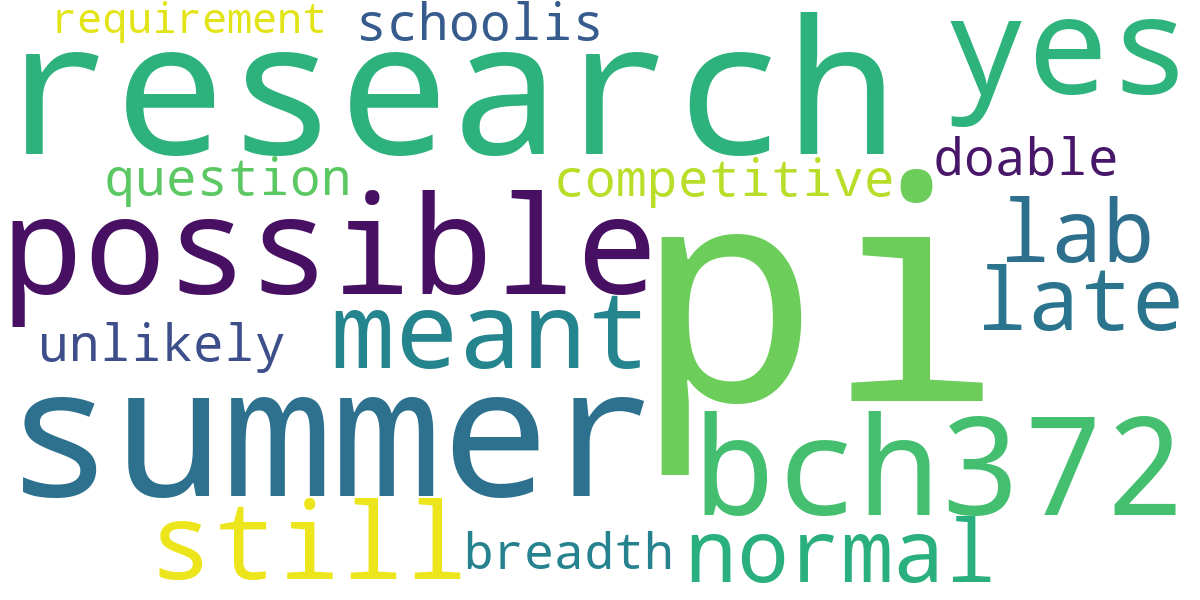 requirement schoolis
research yes
question competitive doable
possible pi lab
late
unlikely meant
summer bch372
still breadth normal